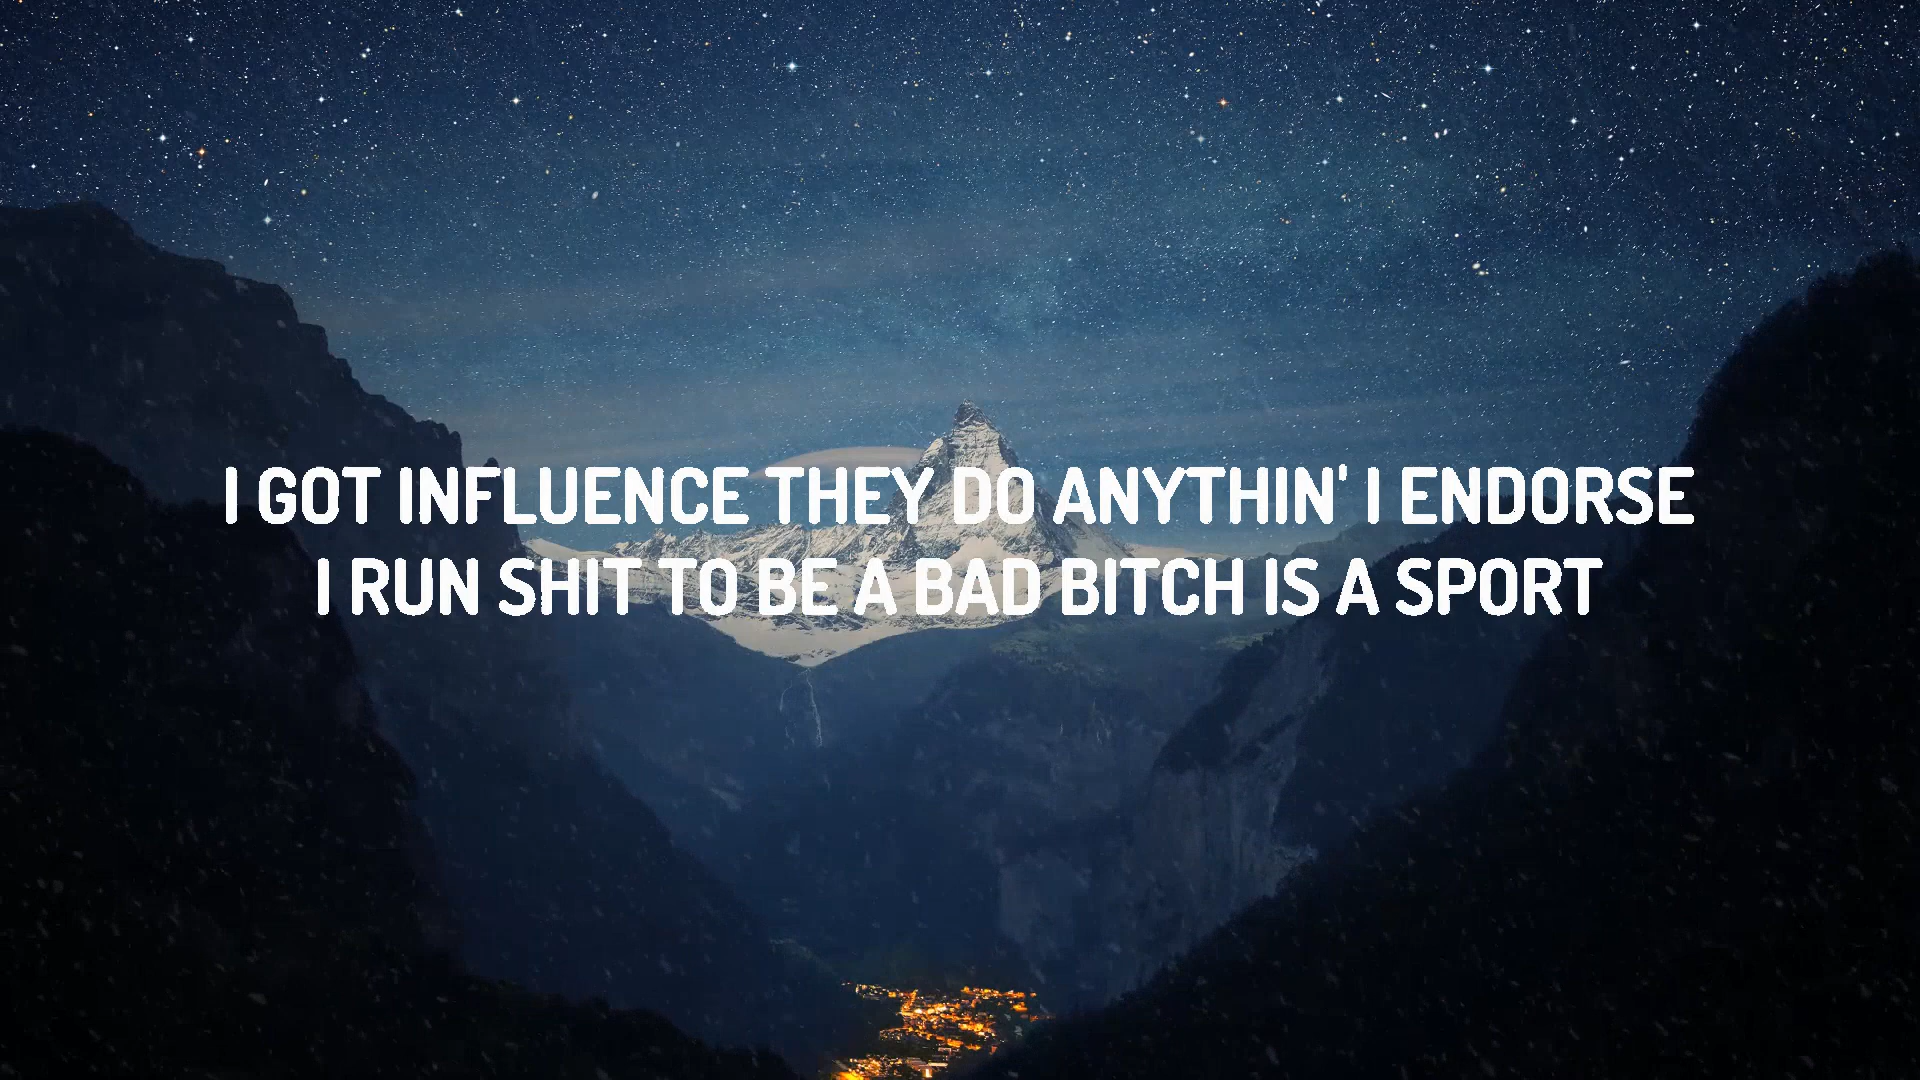 I GOT INFLUENCE THEY DO ANYTHIN' I ENDORSE
I RUN SHIT TO BE A BAD BITCH IS A SPORT